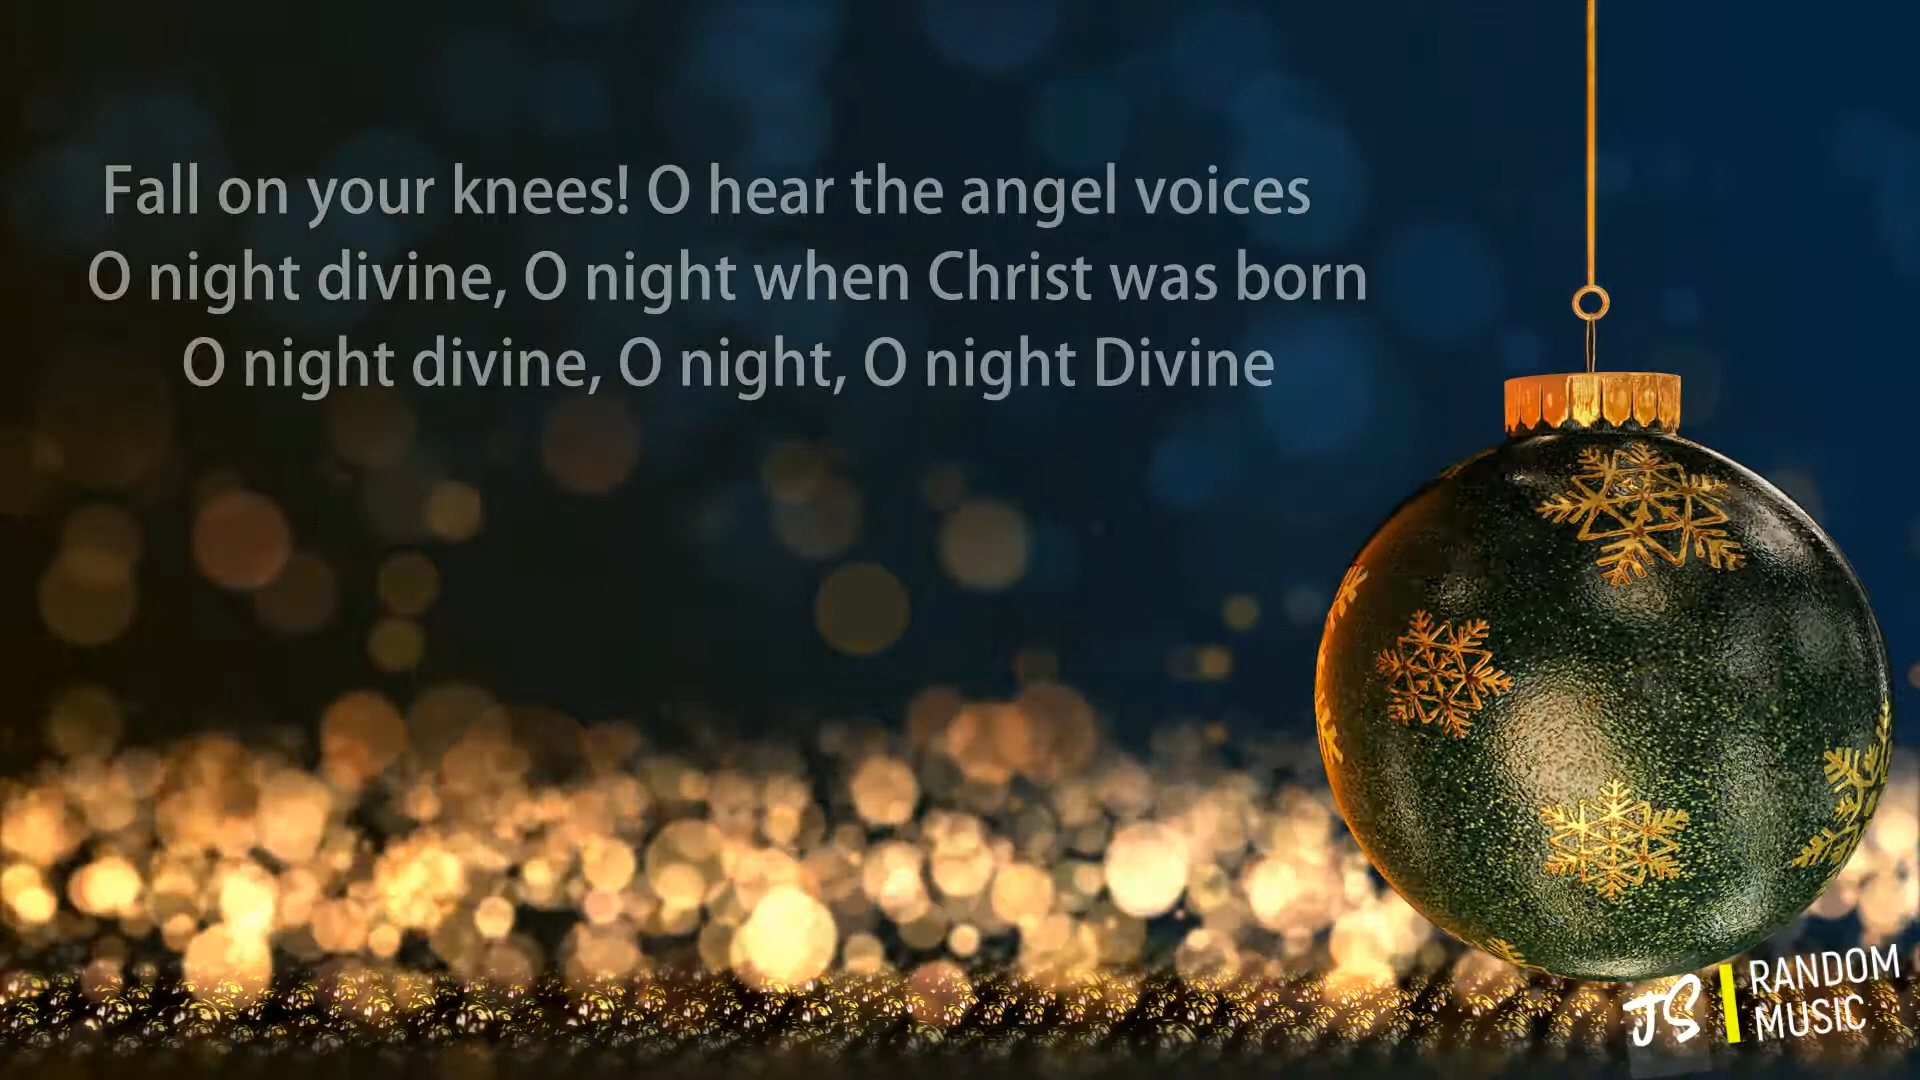 Fall on your knees! O hear the angel voices
O night divine, O night when Christ was born
O night divine, O night, O night Divine
JS
RANDOM
MUSIC